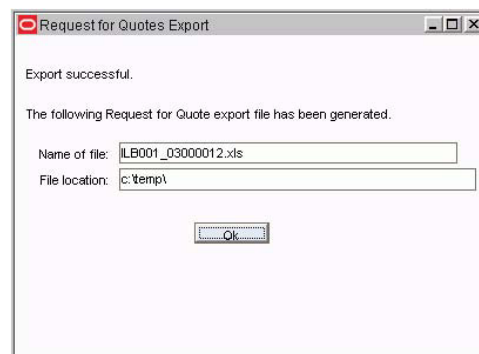 Request for Quotes Export
Export successful.
The following Request for Quote export file has been generated.
Name of file: ILB001_03000012.xls
File location: c:\temp\
Ok